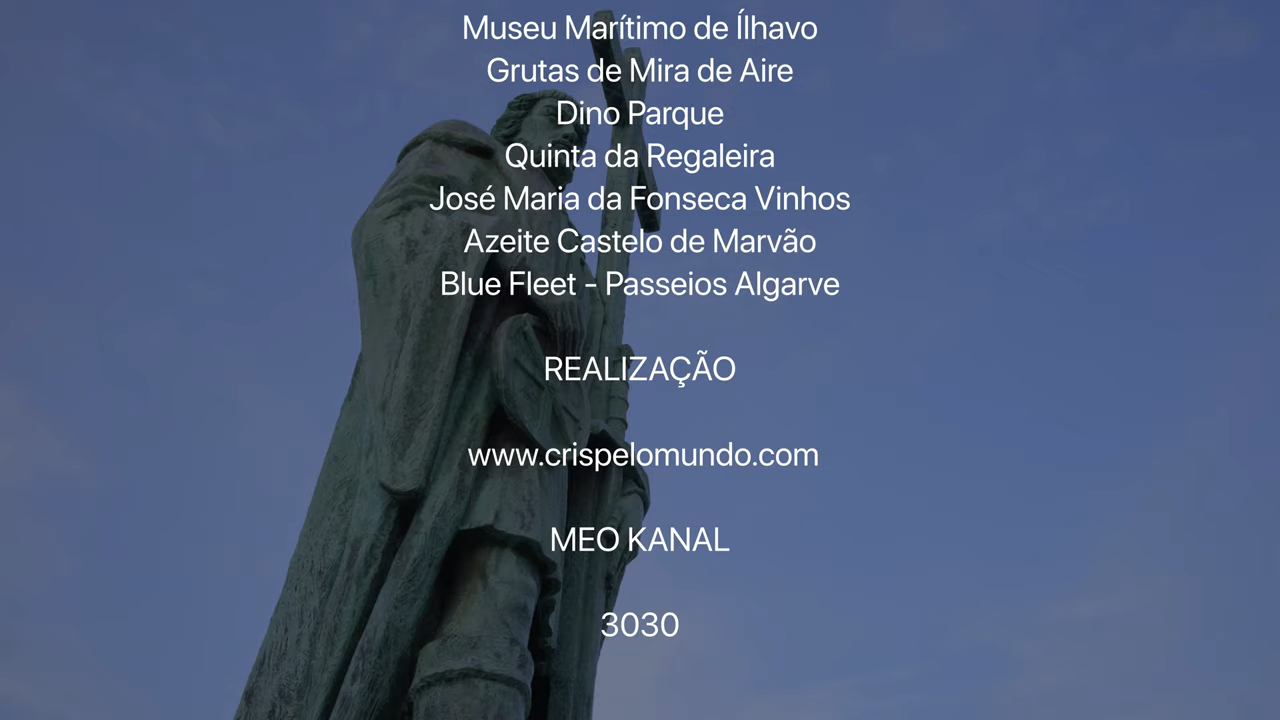 Museu Marítimo de Ílhavo
Grutas de Mira de Aire
Dino Parque
Quinta da Regaleira
José Maria da Fonseca Vinhos
Azeite Castelo de Marvão
Blue Fleet - Passeios Algarve
REALIZAÇÃO
www.crispelomundo.com
MEO KANAL
3030